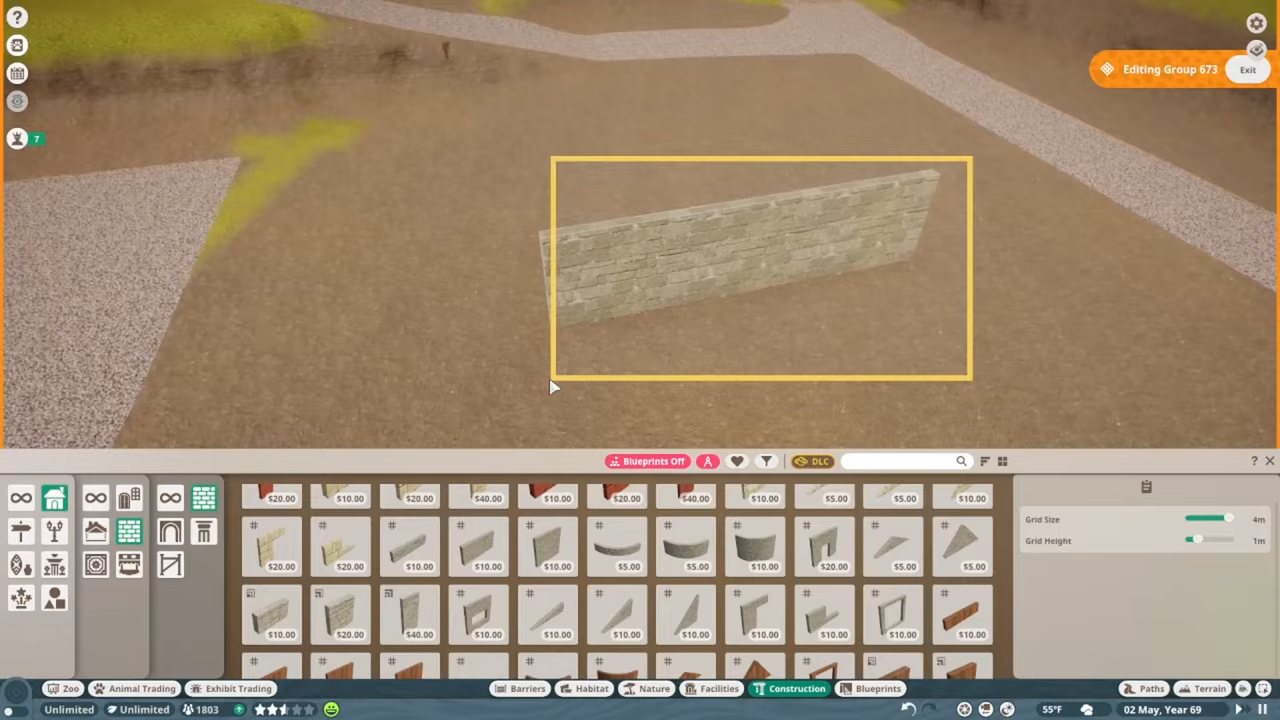 ?
Editing Group 673 Exit
7
Blueprints Off DLC ?
$20.00 $10.00 $20.00 $40.00 $10.00 $20.00 $40.00 $10.00 $5.00 $5.00 $10.00
Grid Size 4m
Grid Height 1m
$20.00 $20.00 $10.00 $10.00 $10.00 $5.00 $5.00 $10.00 $20.00 $5.00 $5.00
$10.00 $20.00 $40.00 $10.00 $10.00 $10.00 $10.00 $10.00 $10.00 $10.00 $10.00
Zoo Animal Trading Exhibit Trading Barriers Habitat Nature Facilities Construction Blueprints Paths Terrain
Unlimited Unlimited 1803 55°F 02 May, Year 69